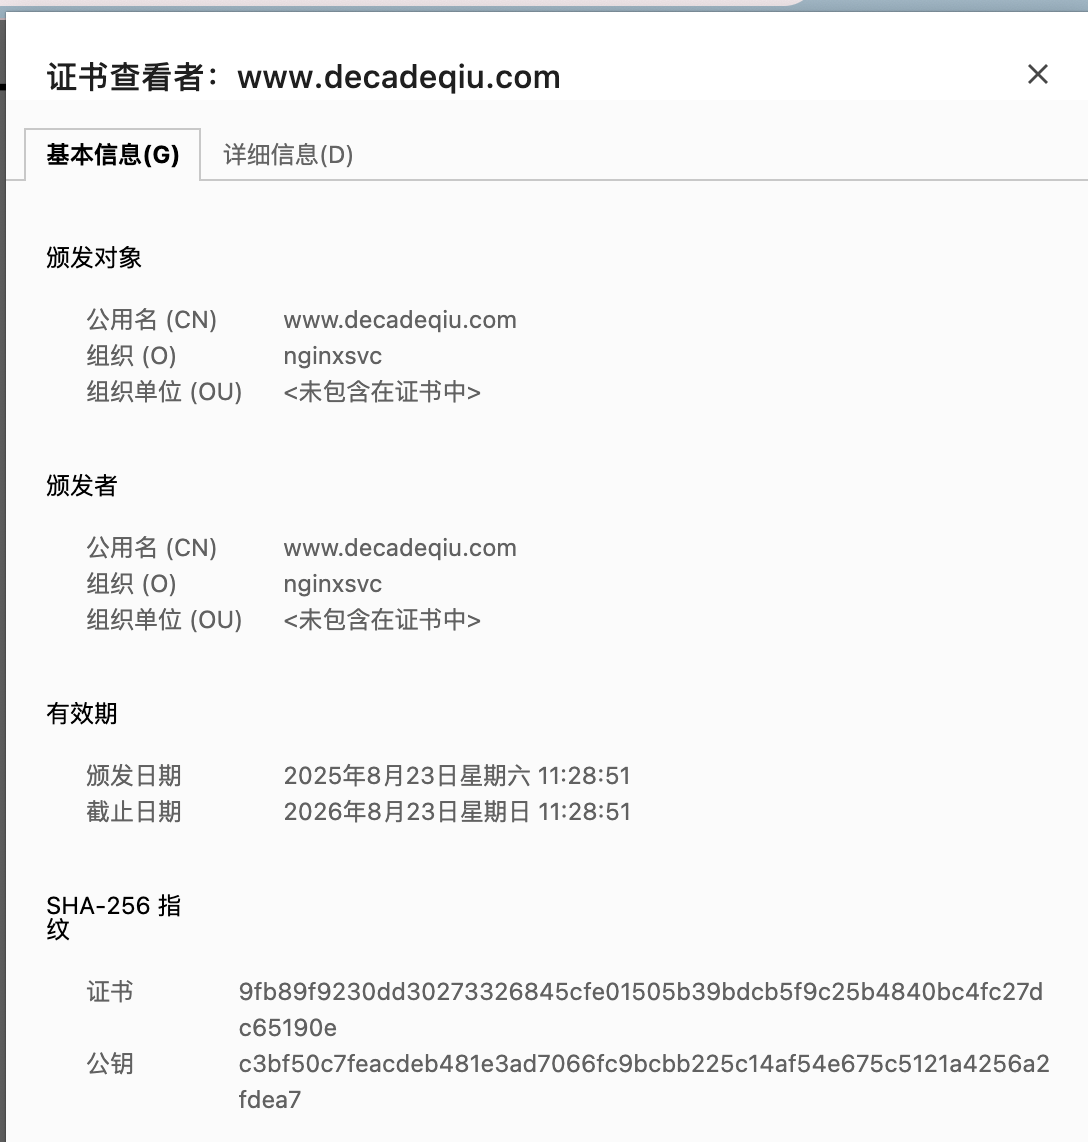 证书查看者：www.decadeqiu.com
基本信息(G) 详细信息(D)
颁发对象
公用名 (CN) www.decadeqiu.com
组织 (O) nginxsvc
组织单位 (OU) <未包含在证书中>
颁发者
公用名 (CN) www.decadeqiu.com
组织 (O) nginxsvc
组织单位 (OU) <未包含在证书中>
有效期
颁发日期 2025年8月23日星期六 11:28:51
截止日期 2026年8月23日星期日 11:28:51
SHA-256 指
纹
证书 9fb89f9230dd30273326845cfe01505b39bdcb5f9c25b4840bc4fc27d
c65190e
公钥 c3bf50c7feacdeb481e3ad7066fc9bcbb225c14af54e675c5121a4256a2
fdea7